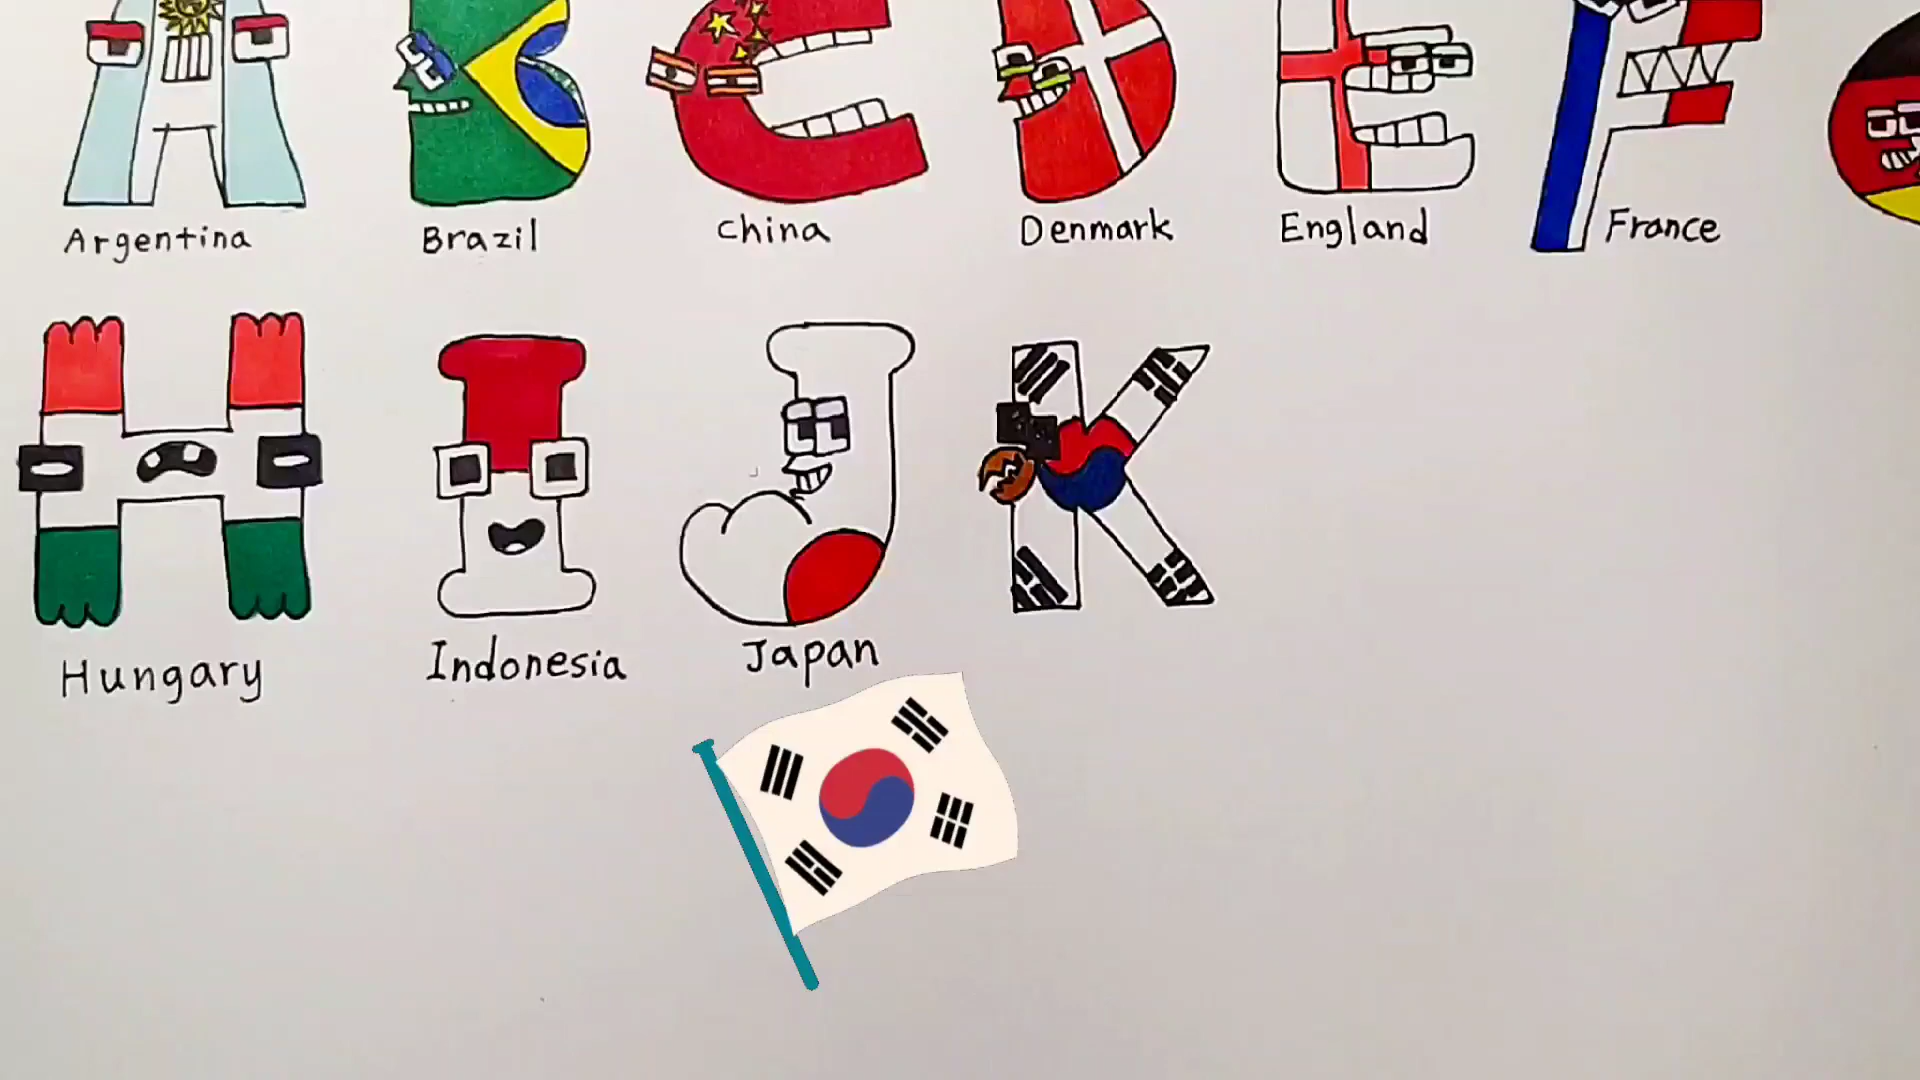 Argentina
Brazil
China
Denmark
England
France
Hungary
Indonesia
Japan